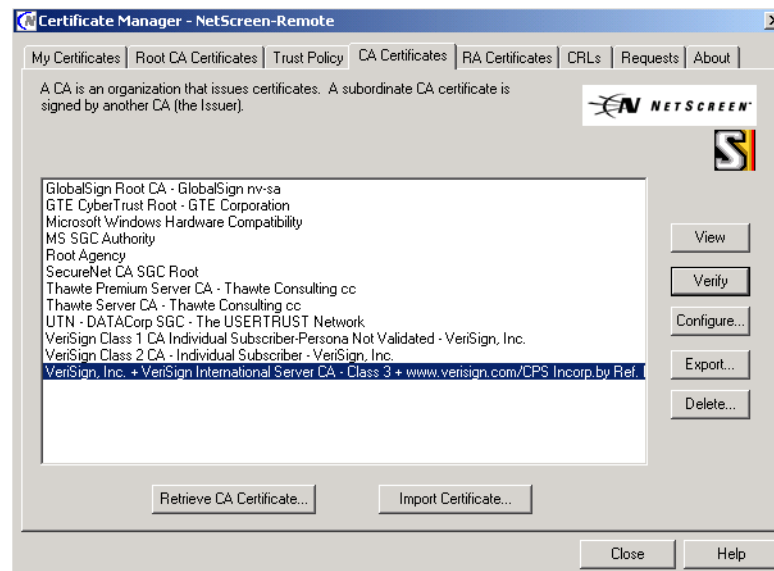 Certificate Manager - NetScreen-Remote
My Certificates Root CA Certificates Trust Policy CA Certificates RA Certificates CRLs Requests About
A CA is an organization that issues certificates. A subordinate CA certificate is
signed by another CA (the Issuer).
NETSCREEN
GlobalSign Root CA - GlobalSign nv-sa
GTE CyberTrust Root - GTE Corporation
Microsoft Windows Hardware Compatibility
MS SGC Authority
Root Agency
SecureNet CA SGC Root
Thawte Premium Server CA - Thawte Consulting cc
Thawte Server CA - Thawte Consulting cc
UTN - DATACorp SGC - The USERTRUST Network
VeriSign Class 1 CA Individual Subscriber-Persona Not Validated - VeriSign, Inc.
VeriSign Class 2 CA - Individual Subscriber - VeriSign, Inc.
VeriSign, Inc. + VeriSign International Server CA - Class 3 + www.verisign.com/CPS Incorp.by Ref.
View
Verify
Configure...
Export...
Delete...
Retrieve CA Certificate... Import Certificate...
Close Help